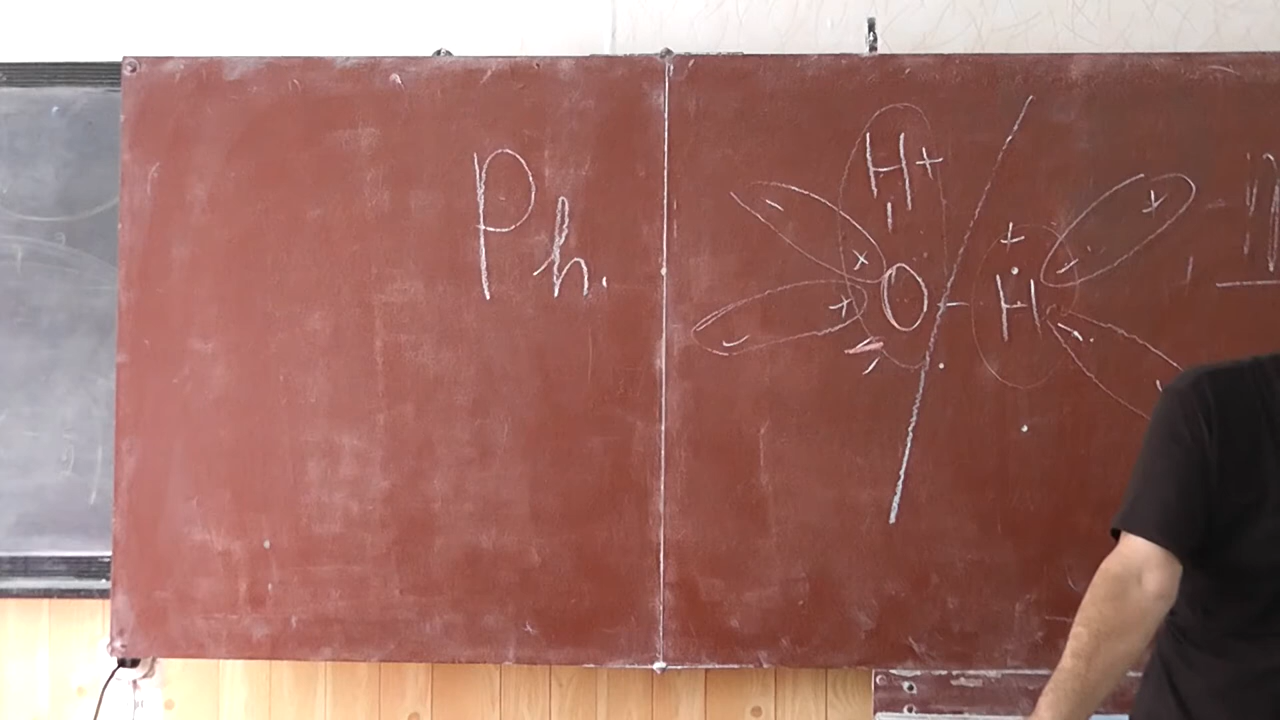 Ph.
H+
O - H
+
- + + -
-
+ -
- -